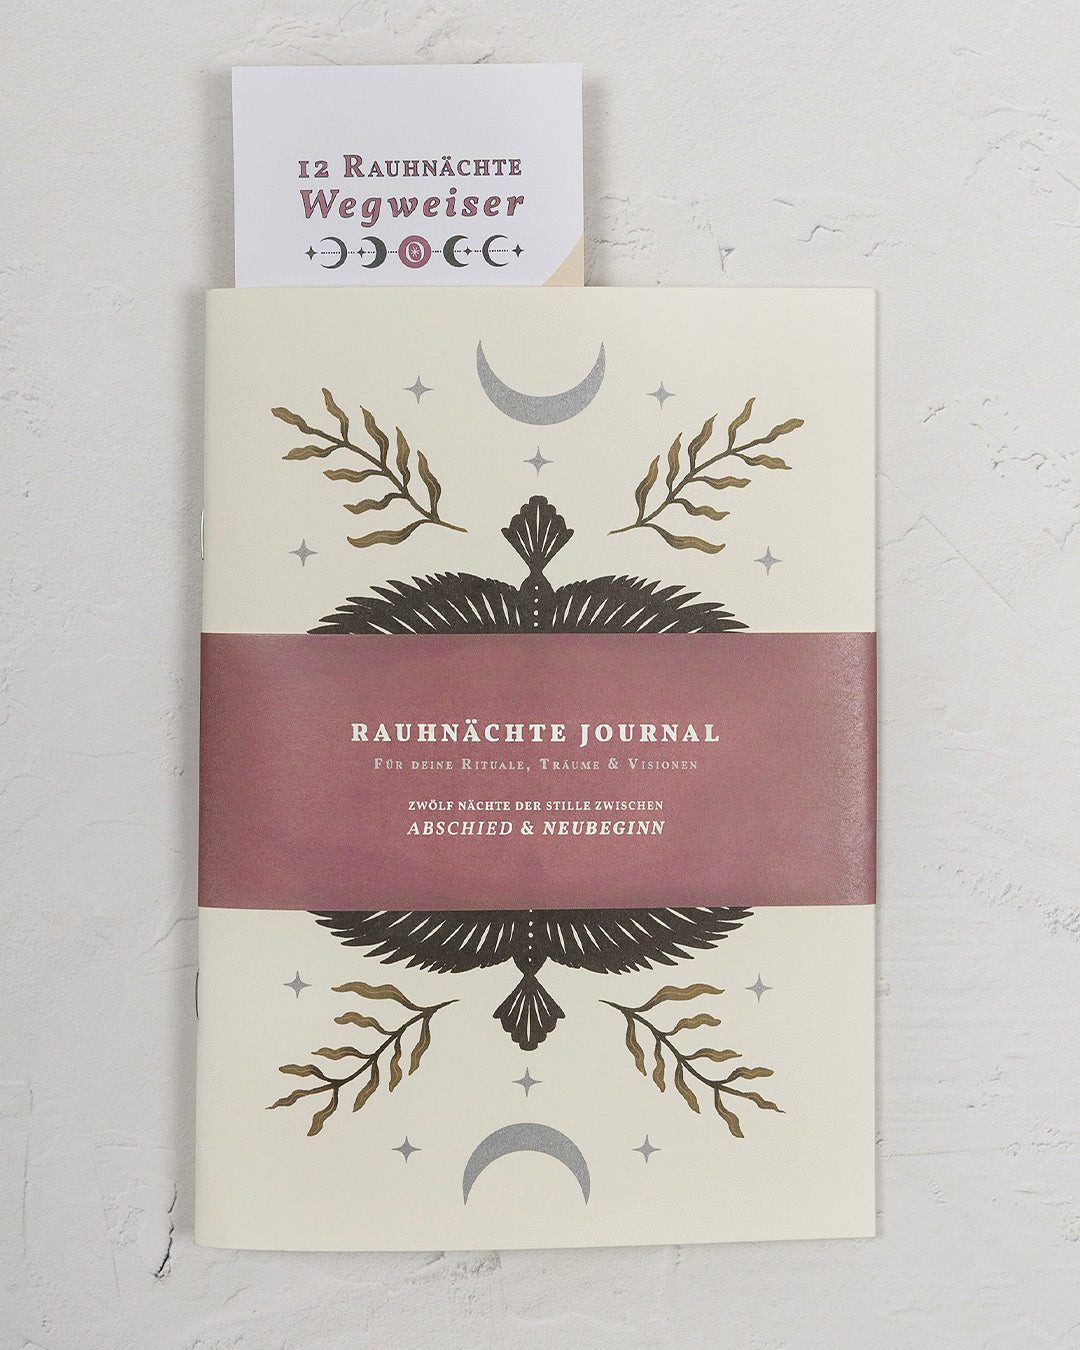 12 Rauhnächte
Wegweiser
RAUHNÄCHTE JOURNAL
Für deine Rituale, Träume & Visionen
ZWÖLF NÄCHTE DER STILLE ZWISCHEN
ABSCHIED & NEUBEGINN